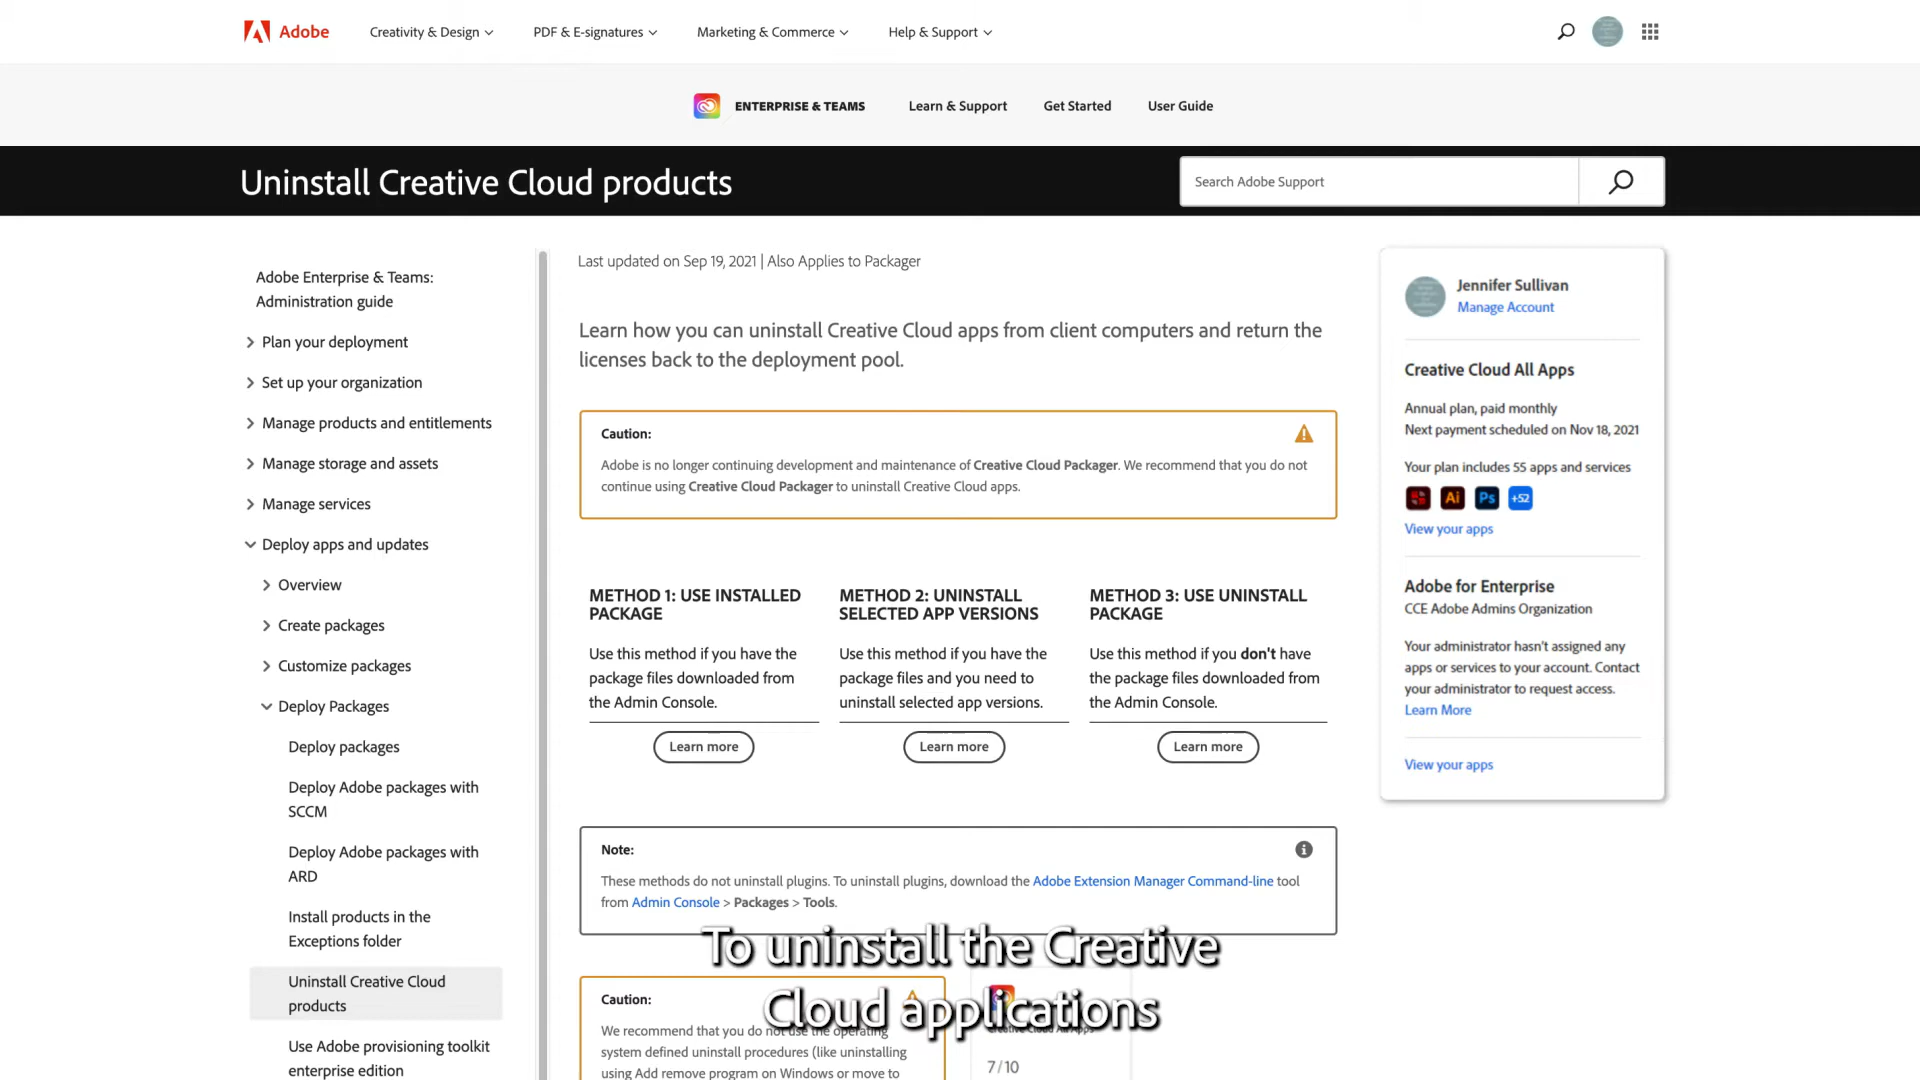 Adobe
Creativity & Design
PDF & E-signatures
Marketing & Commerce
Help & Support
ENTERPRISE & TEAMS
Learn & Support
Get Started
User Guide
Uninstall Creative Cloud products
Search Adobe Support
Adobe Enterprise & Teams:
Administration guide
Plan your deployment
Set up your organization
Manage products and entitlements
Manage storage and assets
Manage services
Deploy apps and updates
Overview
Create packages
Customize packages
Deploy Packages
Deploy packages
Deploy Adobe packages with
SCCM
Deploy Adobe packages with
ARD
Install products in the
Exceptions folder
Uninstall Creative Cloud
products
Use Adobe provisioning toolkit
enterprise edition
Last updated on Sep 19, 2021 | Also Applies to Packager
Learn how you can uninstall Creative Cloud apps from client computers and return the
licenses back to the deployment pool.
Caution:
Adobe is no longer continuing development and maintenance of Creative Cloud Packager. We recommend that you do not
continue using Creative Cloud Packager to uninstall Creative Cloud apps.
METHOD 1: USE INSTALLED
PACKAGE
Use this method if you have the
package files downloaded from
the Admin Console.
Learn more
METHOD 2: UNINSTALL
SELECTED APP VERSIONS
Use this method if you have the
package files and you need to
uninstall selected app versions.
Learn more
METHOD 3: USE UNINSTALL
PACKAGE
Use this method if you don't have
the package files downloaded from
the Admin Console.
Learn more
Note:
These methods do not uninstall plugins. To uninstall plugins, download the Adobe Extension Manager Command-line tool
from Admin Console > Packages > Tools.
Caution:
We recommend that you do not use the operating
system defined uninstall procedures (like uninstalling
using Add remove program on Windows or move to
Creative Cloud All Apps
7/10
To uninstall the Creative
Cloud applications
Jennifer Sullivan
Manage Account
Creative Cloud All Apps
Annual plan, paid monthly
Next payment scheduled on Nov 18, 2021
Your plan includes 55 apps and services
Ai Ps +52
View your apps
Adobe for Enterprise
CCE Adobe Admins Organization
Your administrator hasn't assigned any
apps or services to your account. Contact
your administrator to request access.
Learn More
View your apps